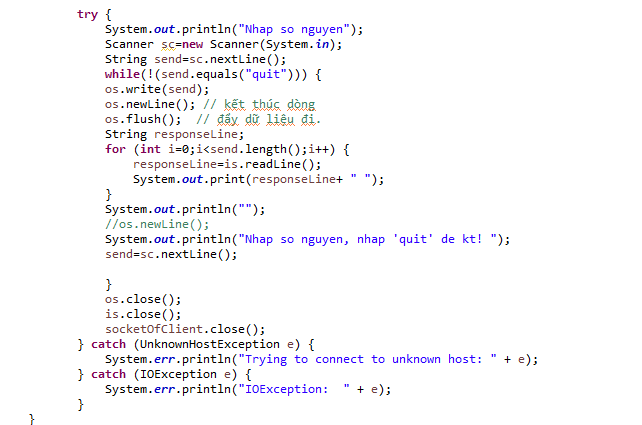 try {
System.out.println("Nhap so nguyen");
Scanner sc=new Scanner(System.in);
String send=sc.nextLine();
while(!(send.equals("quit"))) {
os.write(send);
os.newLine(); // kết thúc dòng
os.flush();  // đẩy dữ liệu đi.
String responseLine;
for (int i=0;i<send.length();i++) {
responseLine=is.readLine();
System.out.print(responseLine+ " ");
}
System.out.println("");
//os.newLine();
System.out.println("Nhap so nguyen, nhap 'quit' de kt! ");
send=sc.nextLine();
}
os.close();
is.close();
socketOfClient.close();
} catch (UnknownHostException e) {
System.err.println("Trying to connect to unknown host: " + e);
} catch (IOException e) {
System.err.println("IOException:  " + e);
}
}